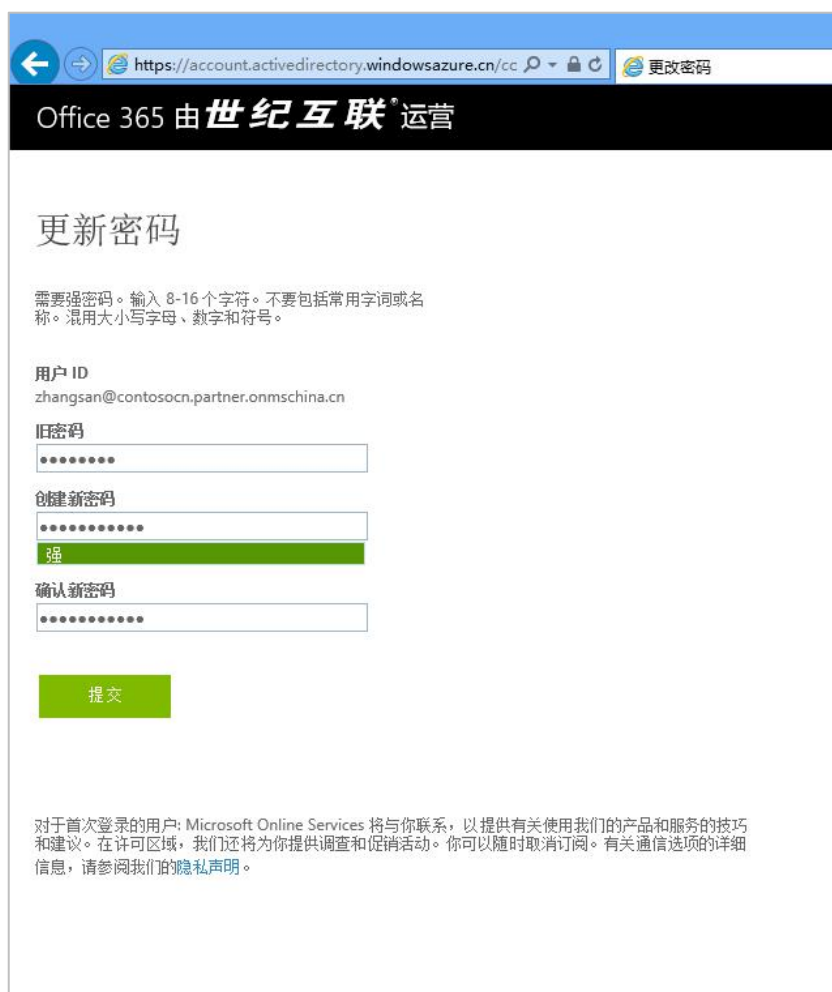 https://account.activedirectory.windowsazure.cn/cc
更改密码
Office 365 由世纪互联®运营
更新密码
需要强密码。输入 8-16 个字符。不要包括常用字词或名
称。混用大小写字母、数字和符号。
用户 ID
zhangsan@contosocn.partner.onmschina.cn
旧密码
••••••••
创建新密码
•••••••••••
强
确认新密码
•••••••••••
提交
对于首次登录的用户: Microsoft Online Services 将与你联系，以提供有关使用我们的产品和服务的技巧
和建议。在许可区域，我们还将为你提供调查和促销活动。你可以随时取消订阅。有关通信选项的详细
信息，请参阅我们的隐私声明。